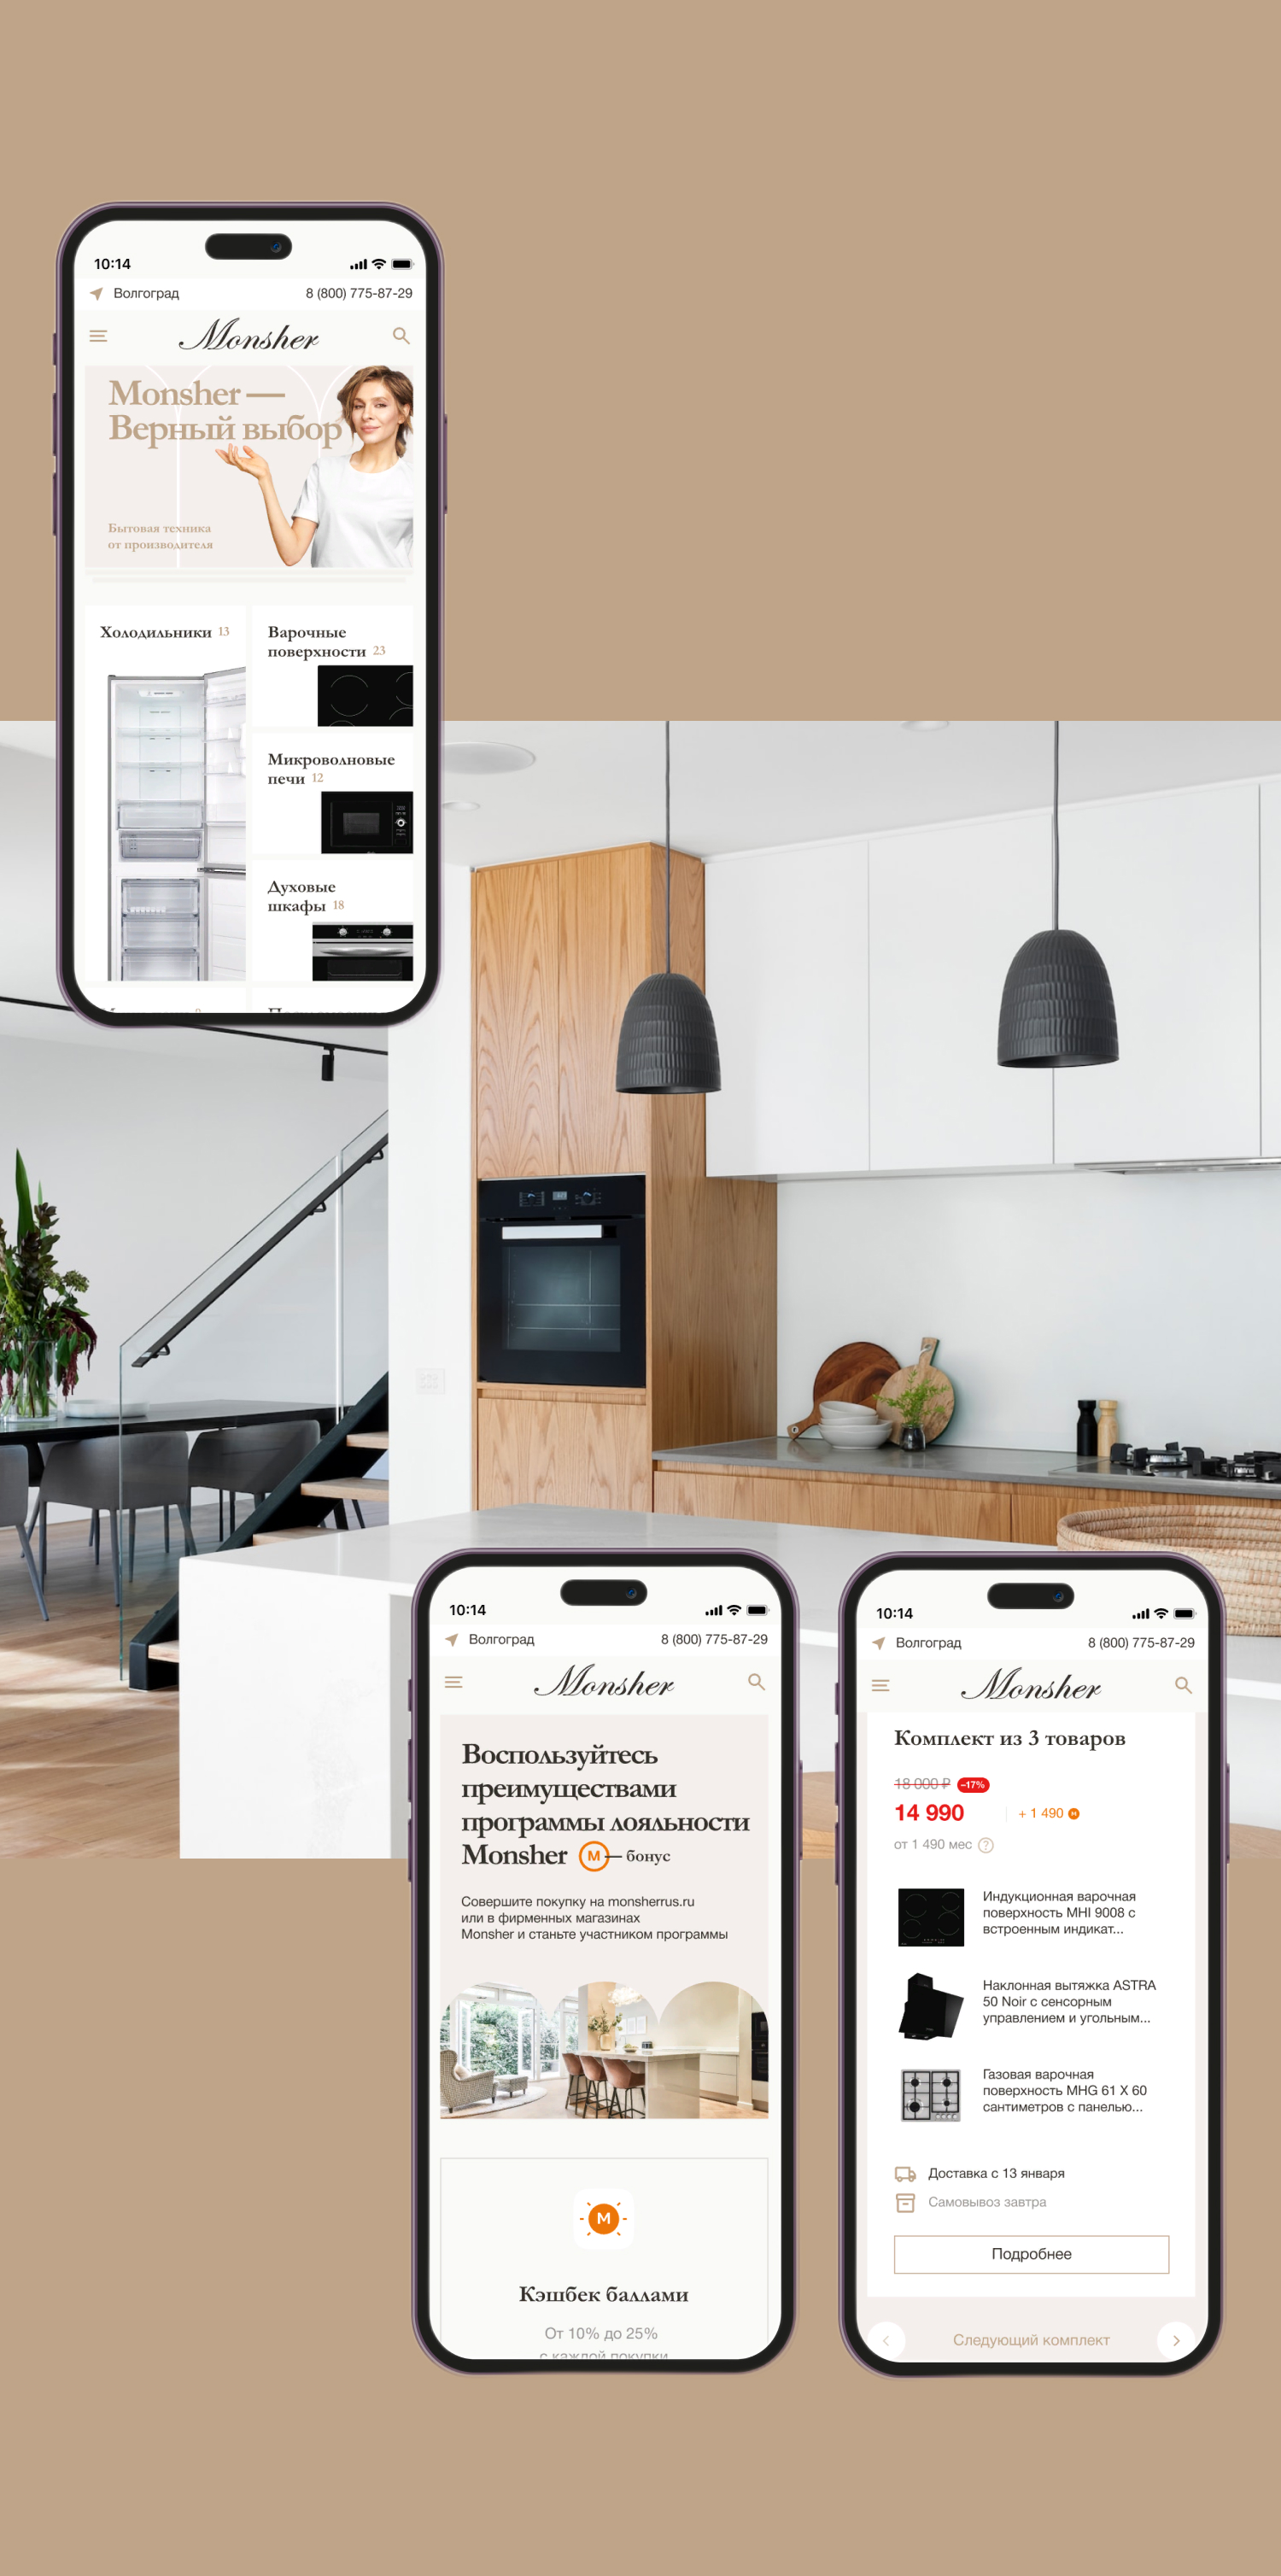 10:14
Волгоград
8 (800) 775-87-29
Monsher
Monsher —
Верный выбор
Бытовая техника
от производителя
Холодильники 13
Варочные
поверхности 23
Микроволновые
печи 12
Духовые
шкафы 18
10:14
Волгоград
8 (800) 775-87-29
Monsher
Воспользуйтесь
преимуществами
программы лояльности
Monsher M — бонус
Совершите покупку на monsherrus.ru
или в фирменных магазинах
Monsher и станьте участником программы
M
Кэшбек баллами
От 10% до 25%
с каждой покупки
10:14
Волгоград
8 (800) 775-87-29
Monsher
Комплект из 3 товаров
18 000 ₽ –17%
14 990
+ 1 490 M
от 1 490 мес ?
Индукционная варочная
поверхность MHI 9008 с
встроенным индикат...
Наклонная вытяжка ASTRA
50 Noir с сенсорным
управлением и угольным...
Газовая варочная
поверхность MHG 61 X 60
сантиметров с панелью...
Доставка с 13 января
Самовывоз завтра
Подробнее
Следующий комплект